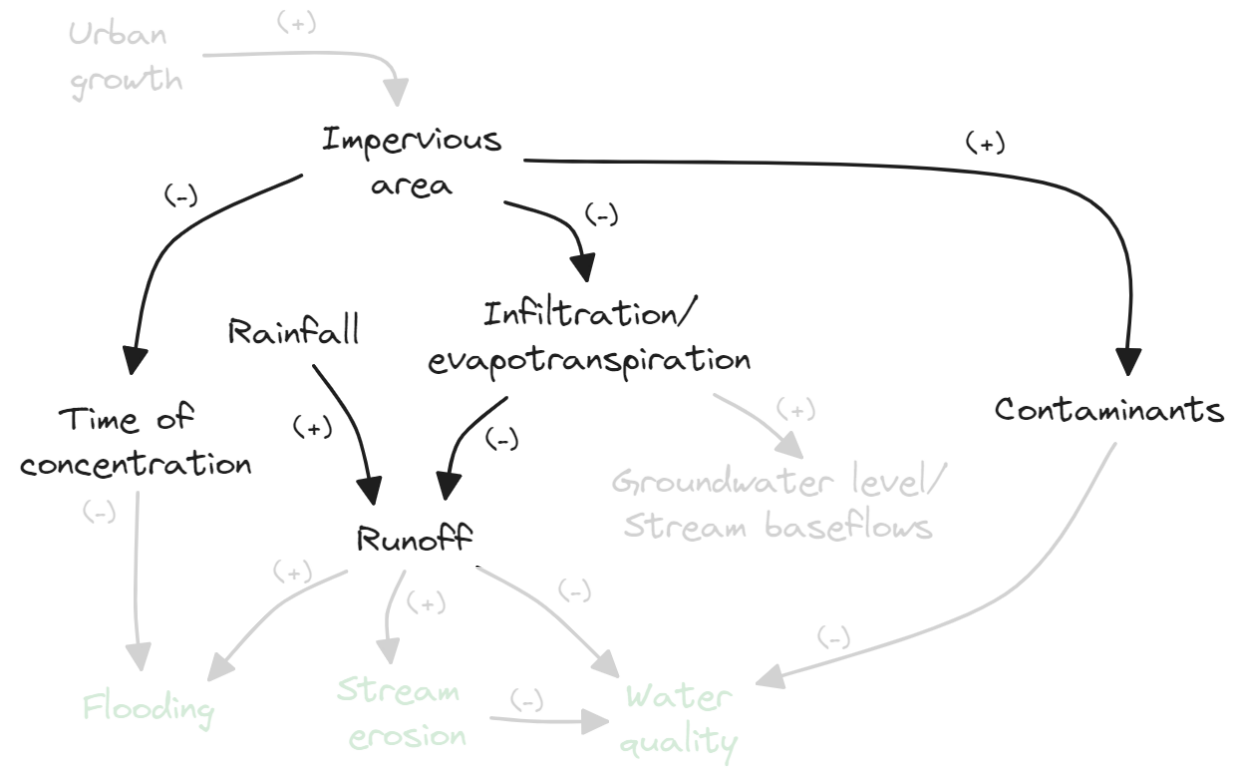 Urban
growth
(+)
Impervious
area
(+)
(-)
(-)
Rainfall
Infiltration/
evapotranspiration
Time of
concentration
(+)
(-)
(+)
Contaminants
Groundwater level/
Stream baseflows
(-)
Runoff
(+)
(+)
(-)
(-)
Flooding
Stream
erosion
(-)
Water
quality